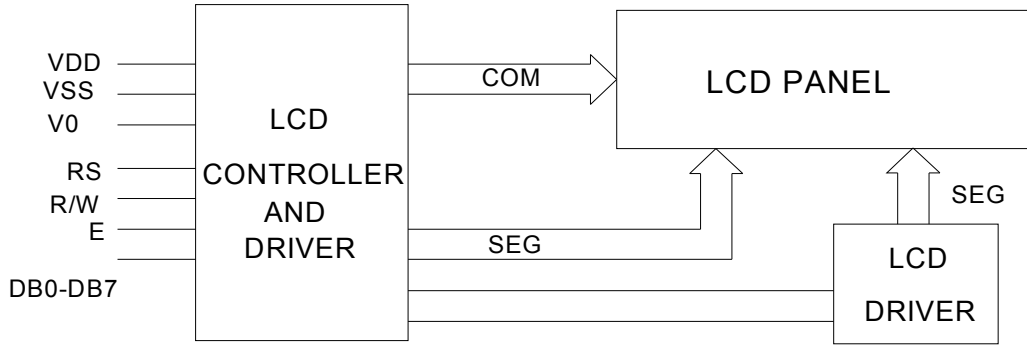 VDD
VSS
V0
RS
R/W
E
DB0-DB7
LCD
CONTROLLER
AND
DRIVER
COM
SEG
LCD PANEL
SEG
LCD
DRIVER